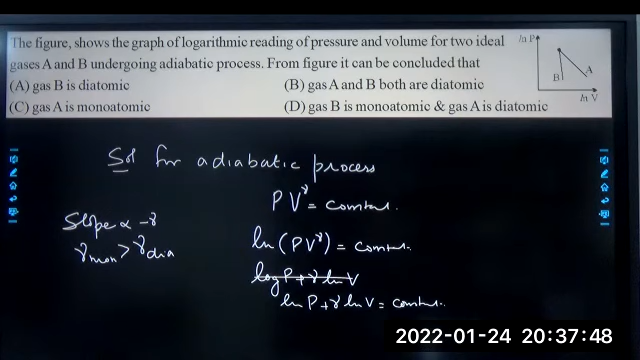 The figure, shows the graph of logarithmic reading of pressure and volume for two ideal
gases A and B undergoing adiabatic process. From figure it can be concluded that
(A) gas B is diatomic
(B) gas A and B both are diatomic
(C) gas A is monoatomic
(D) gas B is monoatomic & gas A is diatomic
ln P
A
B
ln V
Sol for adiabatic process
PV^γ = constant.
Slope ∝ -γ
γmon > γdia
ln (PV^γ) = constant.
log P + γ ln V
ln P + γ ln V = constant.
2022-01-24 20:37:48